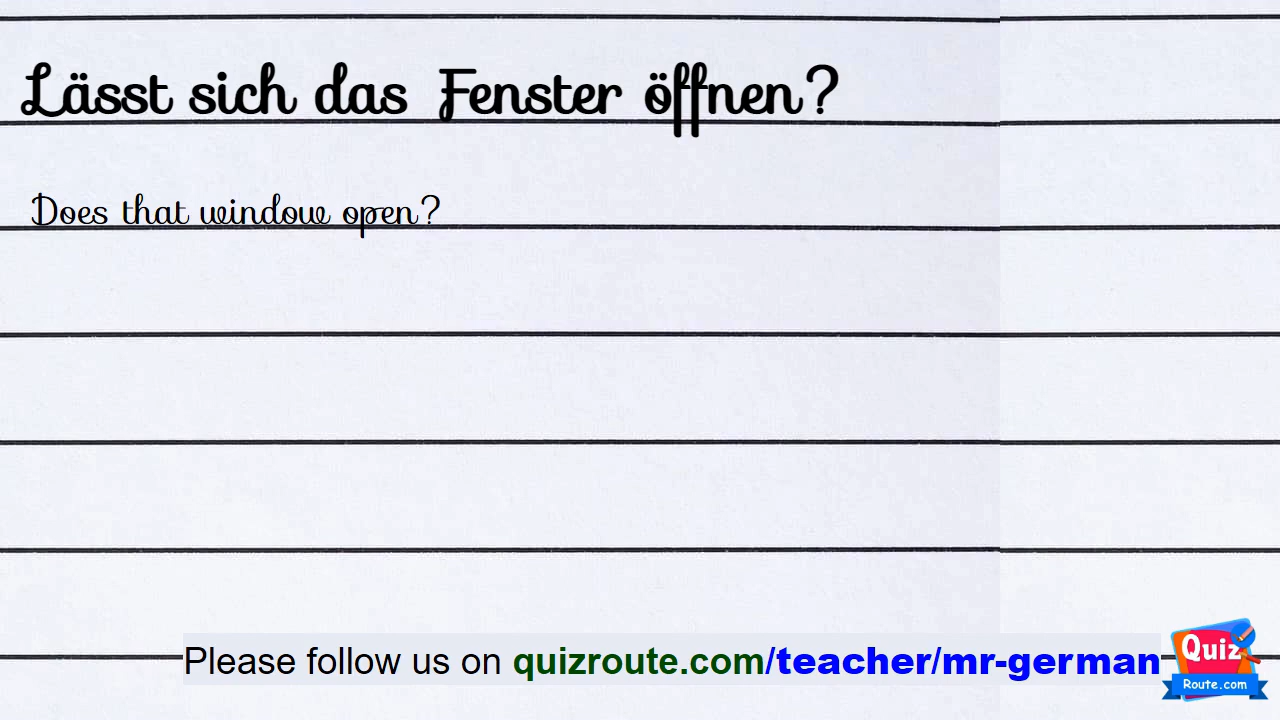 Lässt sich das Fenster öffnen?
Does that window open?
Please follow us on quizroute.com/teacher/mr-german
Quiz
Route.com